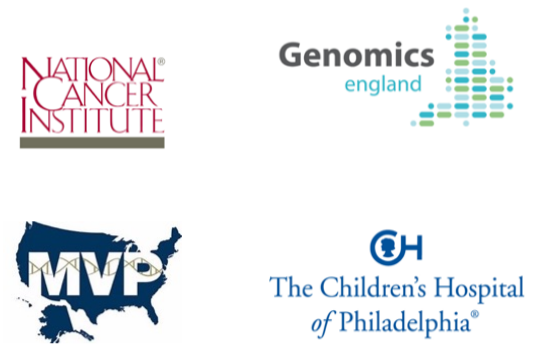 NATIONAL®
CANCER
INSTITUTE
Genomics
england
MVP
CH
The Children's Hospital
of Philadelphia®